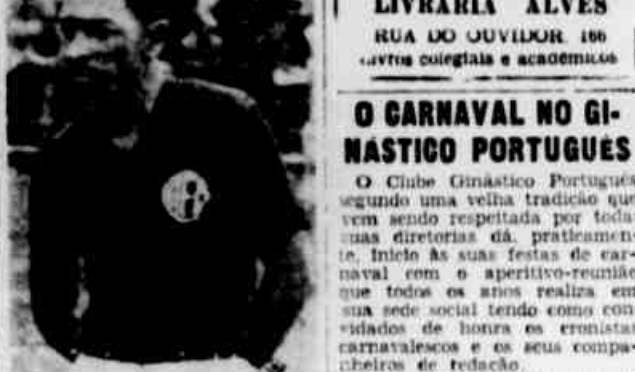 LIVRARIA ALVES
RUA DO OUVIDOR, 166
Livros colegiais e acadêmicos
O CARNAVAL NO GI-
NÁSTICO PORTUGUÊS
O Clube Ginástico Português
segundo uma velha tradição que
vem sendo respeitada por todas
suas diretorias dá, praticamen-
te, início às suas festas de car-
naval com o aperitivo-reunião
que todos os anos realiza em
sua sede social tendo como con-
vidados de honra os cronistas
carnavalescos e os seus compa-
nheiros de redação.